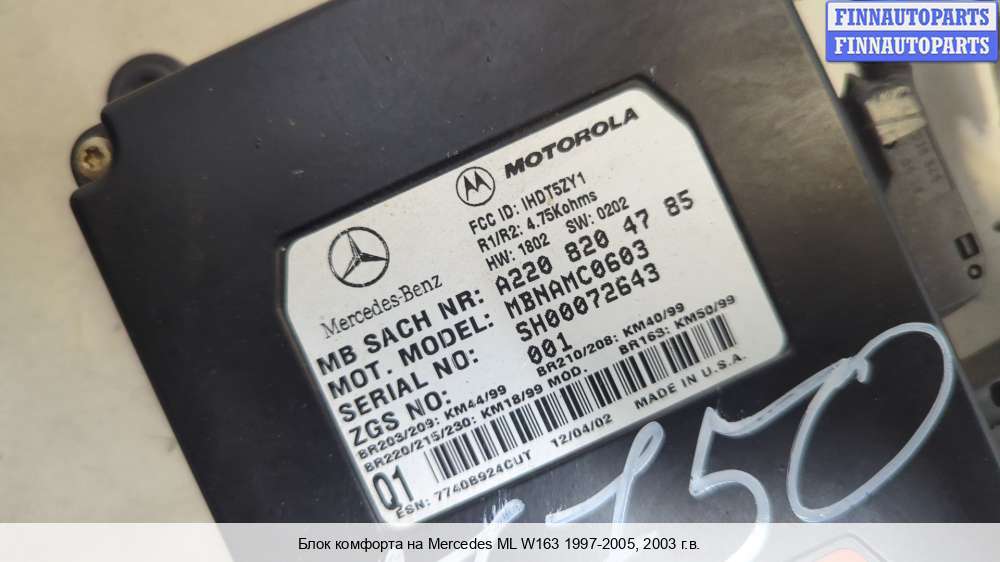 FINNAUTOPARTS
FINNAUTOPARTS
MOTOROLA
FCC ID: IHDT5ZY1
R1/R2: 4.75Kohms
HW: 1802 SW: 0202
Mercedes-Benz
MB SACH NR: A220 820 47 85
MOT. MODEL: MBNAMC0603
SERIAL NO: SH00072643
ZGS NO: 001
BR203/209: KM44/99 BR210/208: KM40/99
BR220/215/230: KM18/99 MOD. BR163: KM50/99
Q1
12/04/02 MADE IN U.S.A.
ESN: 7740B924CUT
750
Блок комфорта на Mercedes ML W163 1997-2005, 2003 г.в.